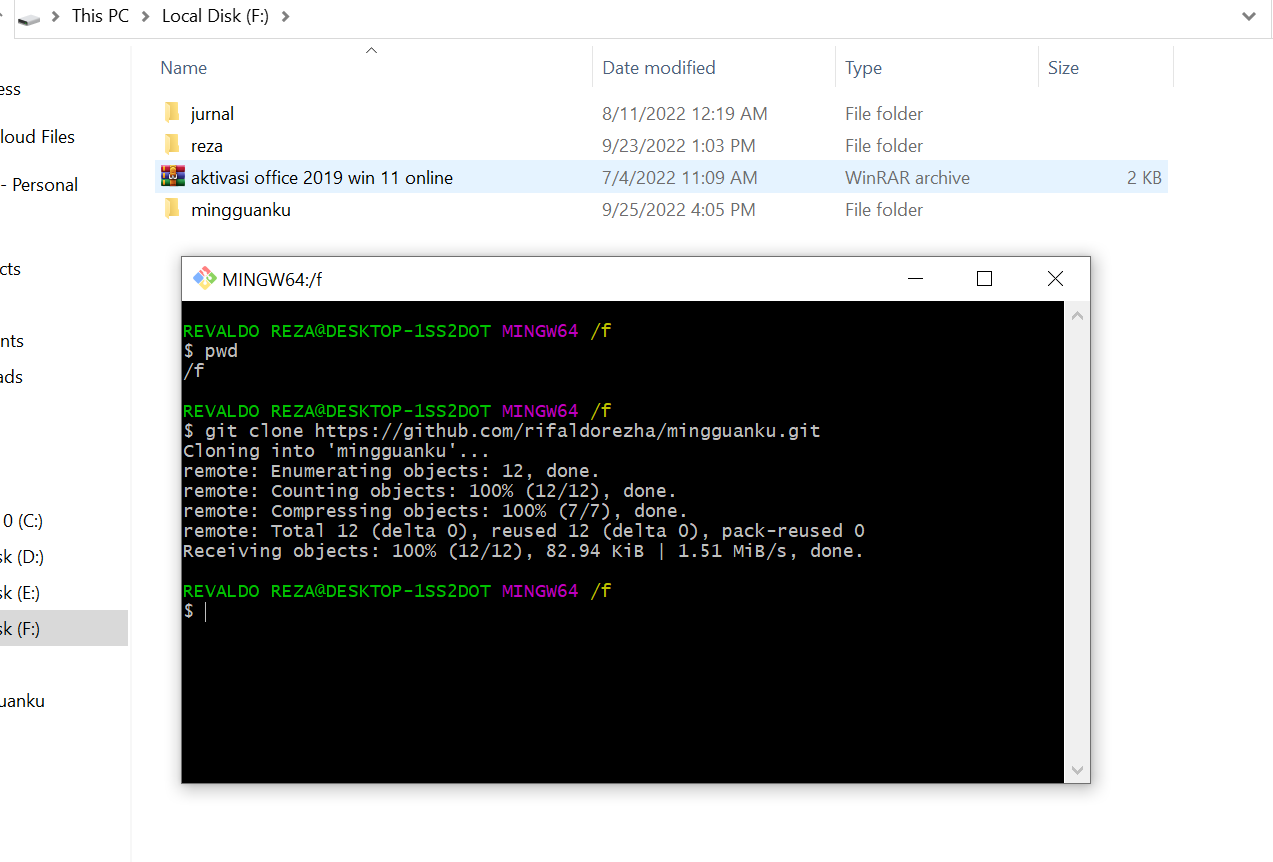 This PC > Local Disk (F:) >
Name Date modified Type Size
jurnal 8/11/2022 12:19 AM File folder
reza 9/23/2022 1:03 PM File folder
aktivasi office 2019 win 11 online 7/4/2022 11:09 AM WinRAR archive 2 KB
mingguanku 9/25/2022 4:05 PM File folder
ess
loud Files
- Personal
cts
nts
ads
0 (C:)
sk (D:)
sk (E:)
sk (F:)
uanku
MINGW64:/f
REVALDO REZA@DESKTOP-1SS2DOT MINGW64 /f
$ pwd
/f
REVALDO REZA@DESKTOP-1SS2DOT MINGW64 /f
$ git clone https://github.com/rifaldorezha/mingguanku.git
Cloning into 'mingguanku'...
remote: Enumerating objects: 12, done.
remote: Counting objects: 100% (12/12), done.
remote: Compressing objects: 100% (7/7), done.
remote: Total 12 (delta 0), reused 12 (delta 0), pack-reused 0
Receiving objects: 100% (12/12), 82.94 KiB | 1.51 MiB/s, done.
REVALDO REZA@DESKTOP-1SS2DOT MINGW64 /f
$